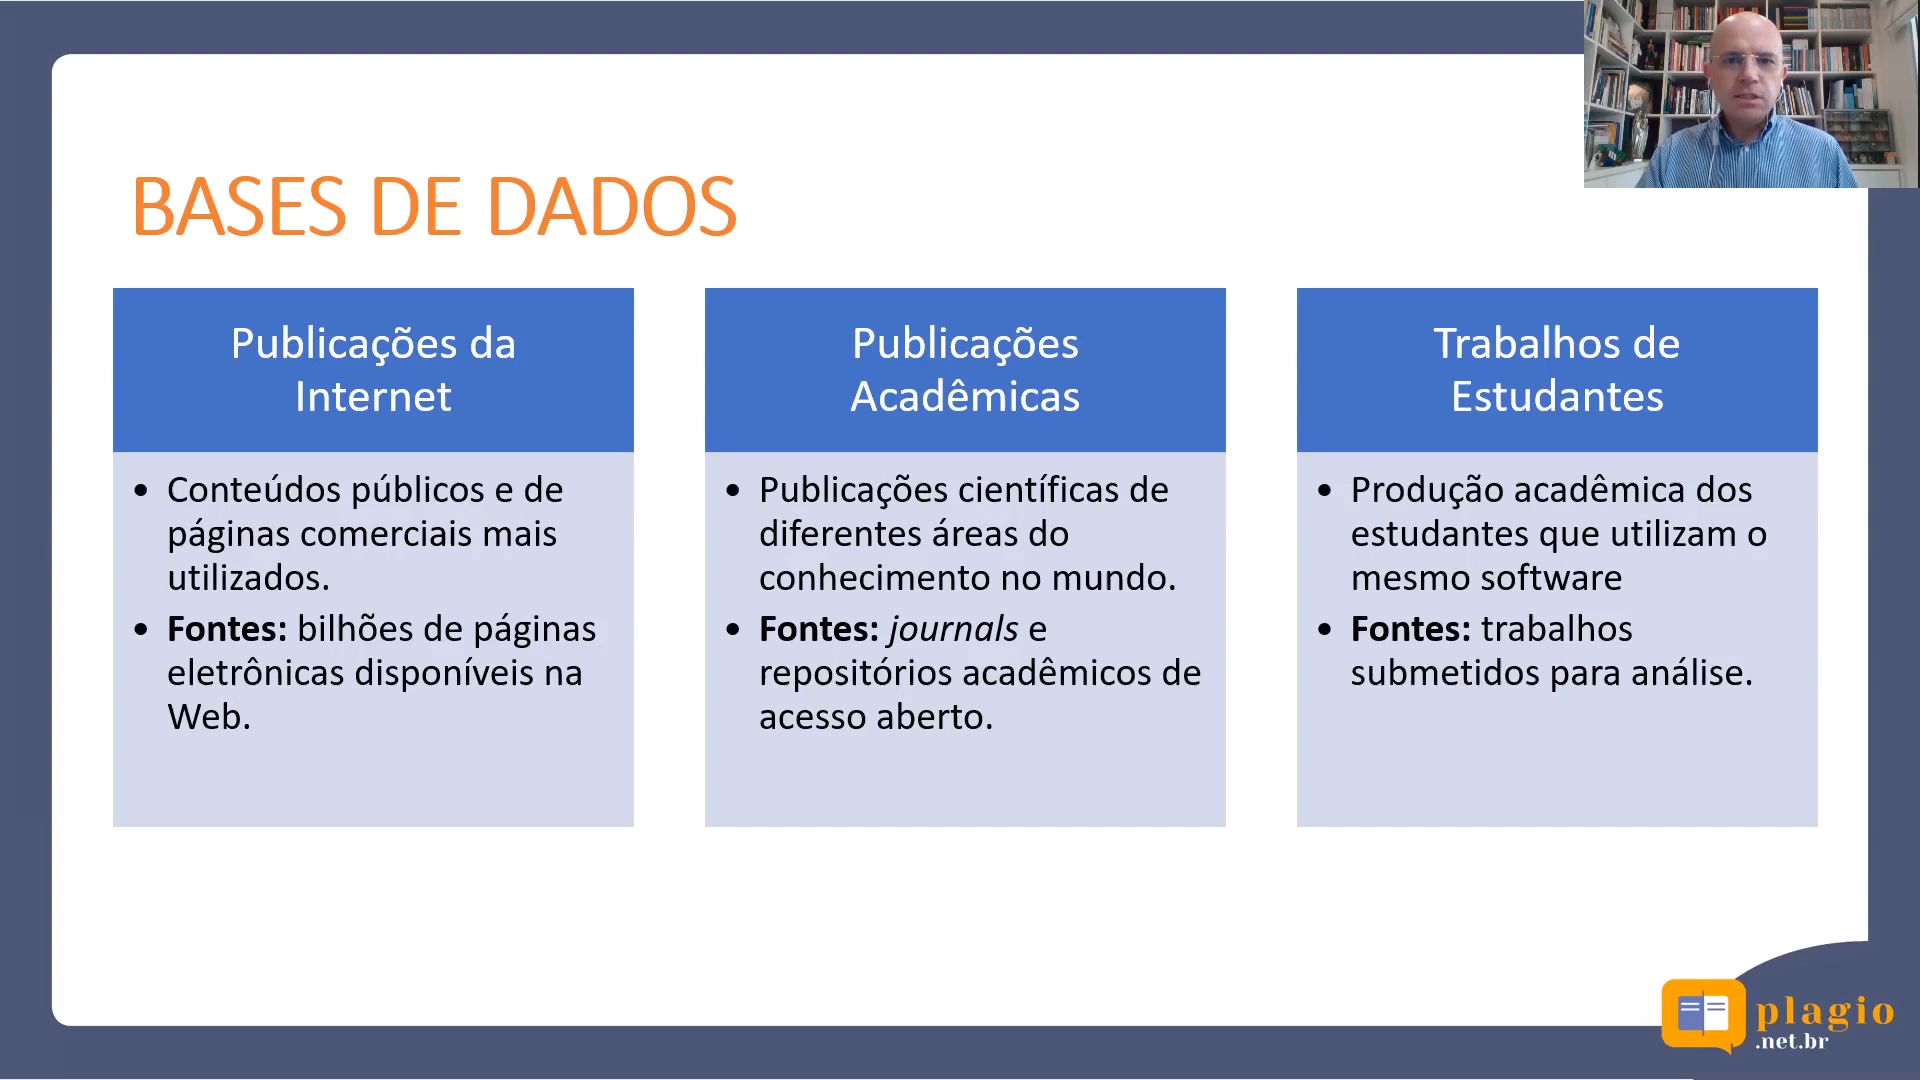 BASES DE DADOS
Publicações da
Internet
• Conteúdos públicos e de
páginas comerciais mais
utilizados.
• Fontes: bilhões de páginas
eletrônicas disponíveis na
Web.
Publicações
Acadêmicas
• Publicações científicas de
diferentes áreas do
conhecimento no mundo.
• Fontes: journals e
repositórios acadêmicos de
acesso aberto.
Trabalhos de
Estudantes
• Produção acadêmica dos
estudantes que utilizam o
mesmo software
• Fontes: trabalhos
submetidos para análise.
plagio
.net.br